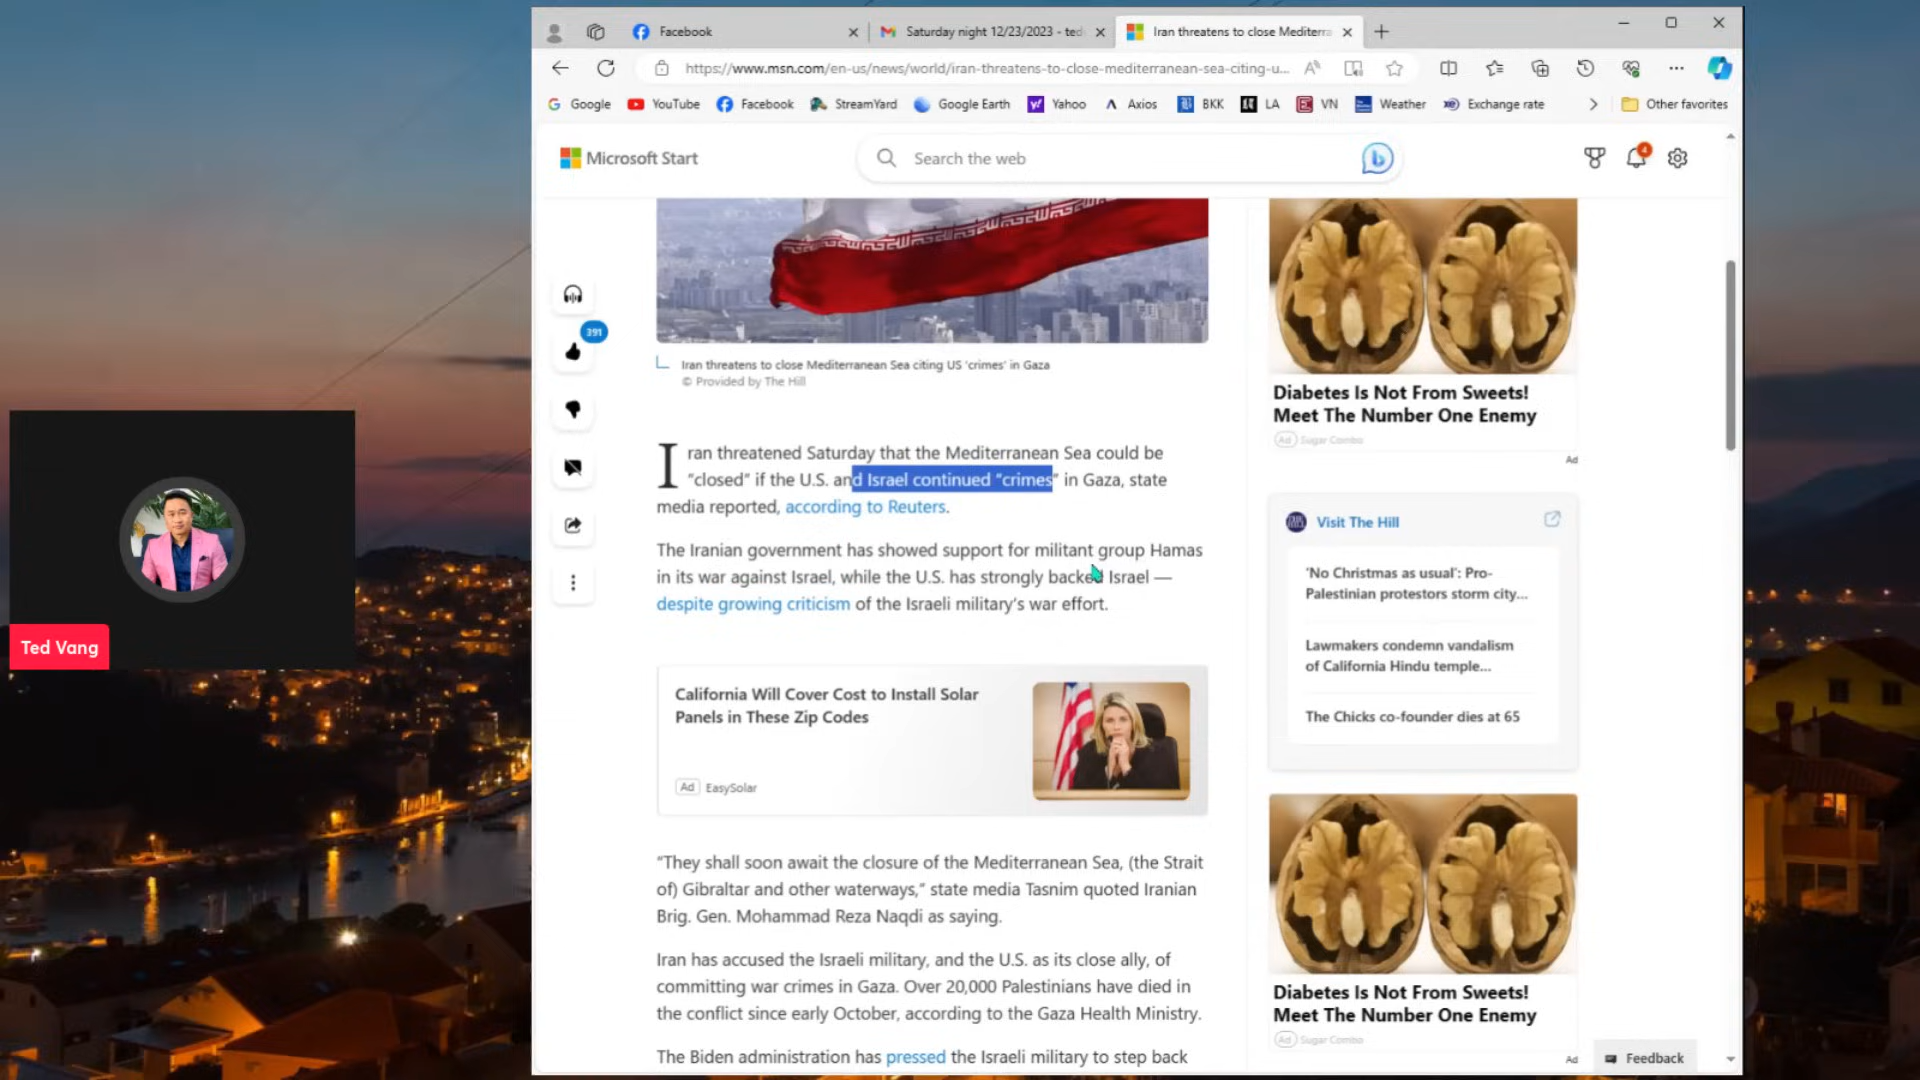 Facebook
Saturday night 12/23/2023 - ted
Iran threatens to close Mediterra
https://www.msn.com/en-us/news/world/iran-threatens-to-close-mediterranean-sea-citing-u...
Google
YouTube
Facebook
StreamYard
Google Earth
Yahoo
Axios
BKK
LA
VN
Weather
Exchange rate
Other favorites
Microsoft Start
Search the web
4
391
Iran threatens to close Mediterranean Sea citing US 'crimes' in Gaza
© Provided by The Hill
Iran threatened Saturday that the Mediterranean Sea could be
“closed” if the U.S. and Israel continued “crimes” in Gaza, state
media reported, according to Reuters.
The Iranian government has showed support for militant group Hamas
in its war against Israel, while the U.S. has strongly backed Israel —
despite growing criticism of the Israeli military’s war effort.
California Will Cover Cost to Install Solar
Panels in These Zip Codes
Ad EasySolar
“They shall soon await the closure of the Mediterranean Sea, (the Strait
of) Gibraltar and other waterways,” state media Tasnim quoted Iranian
Brig. Gen. Mohammad Reza Naqdi as saying.
Iran has accused the Israeli military, and the U.S. as its close ally, of
committing war crimes in Gaza. Over 20,000 Palestinians have died in
the conflict since early October, according to the Gaza Health Ministry.
The Biden administration has pressed the Israeli military to step back
Diabetes Is Not From Sweets!
Meet The Number One Enemy
Ad Sugar Combo
Ad
Visit The Hill
'No Christmas as usual': Pro-
Palestinian protestors storm city...
Lawmakers condemn vandalism
of California Hindu temple...
The Chicks co-founder dies at 65
Diabetes Is Not From Sweets!
Meet The Number One Enemy
Ad Sugar Combo
Ad
Feedback
Ted Vang